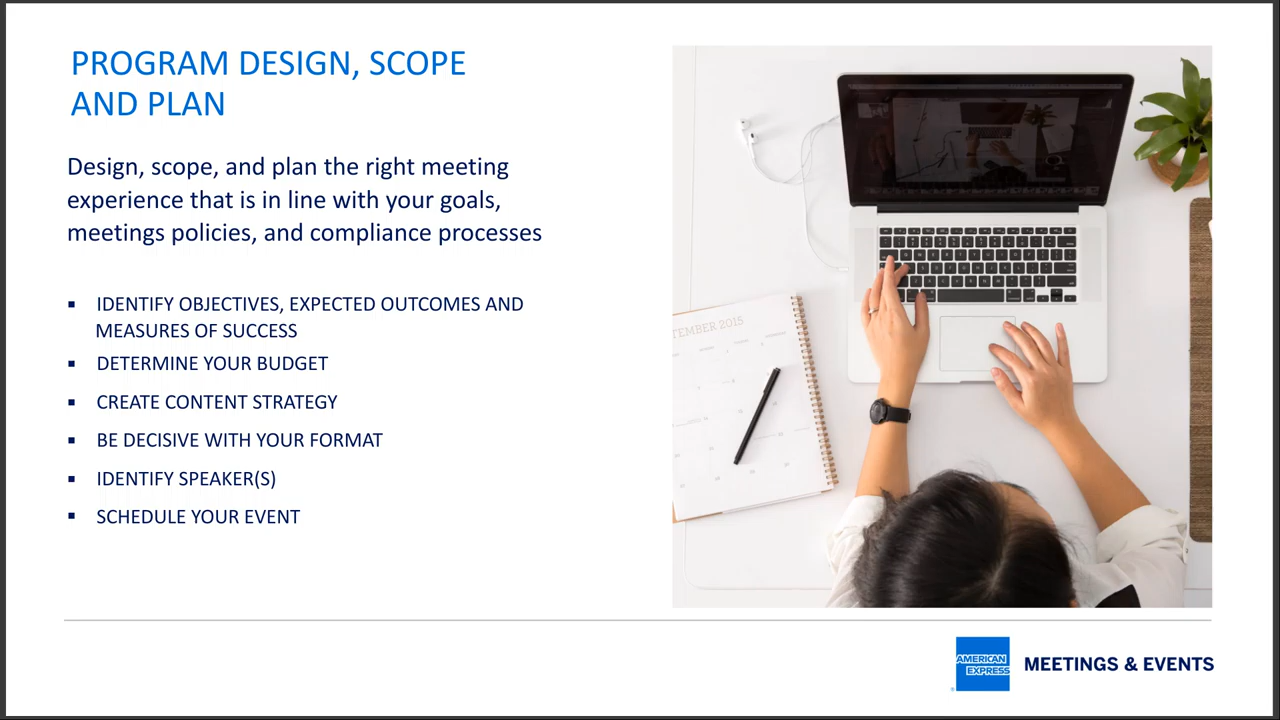 PROGRAM DESIGN, SCOPE
AND PLAN
Design, scope, and plan the right meeting
experience that is in line with your goals,
meetings policies, and compliance processes
▪ IDENTIFY OBJECTIVES, EXPECTED OUTCOMES AND
MEASURES OF SUCCESS
▪ DETERMINE YOUR BUDGET
▪ CREATE CONTENT STRATEGY
▪ BE DECISIVE WITH YOUR FORMAT
▪ IDENTIFY SPEAKER(S)
▪ SCHEDULE YOUR EVENT
TEMBER 2015
AMERICAN
EXPRESS
®
MEETINGS & EVENTS